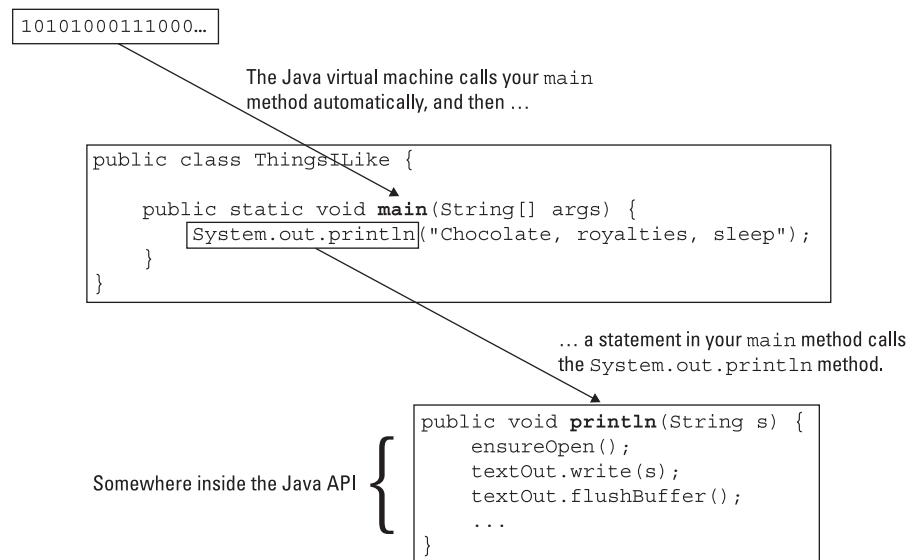 10101000111000…
The Java virtual machine calls your main
method automatically, and then …
public class ThingsILike {
public static void main(String[] args) {
System.out.println("Chocolate, royalties, sleep");
}
}
… a statement in your main method calls
the System.out.println method.
public void println(String s) {
ensureOpen();
textOut.write(s);
Somewhere inside the Java API {
textOut.flushBuffer();
...
}